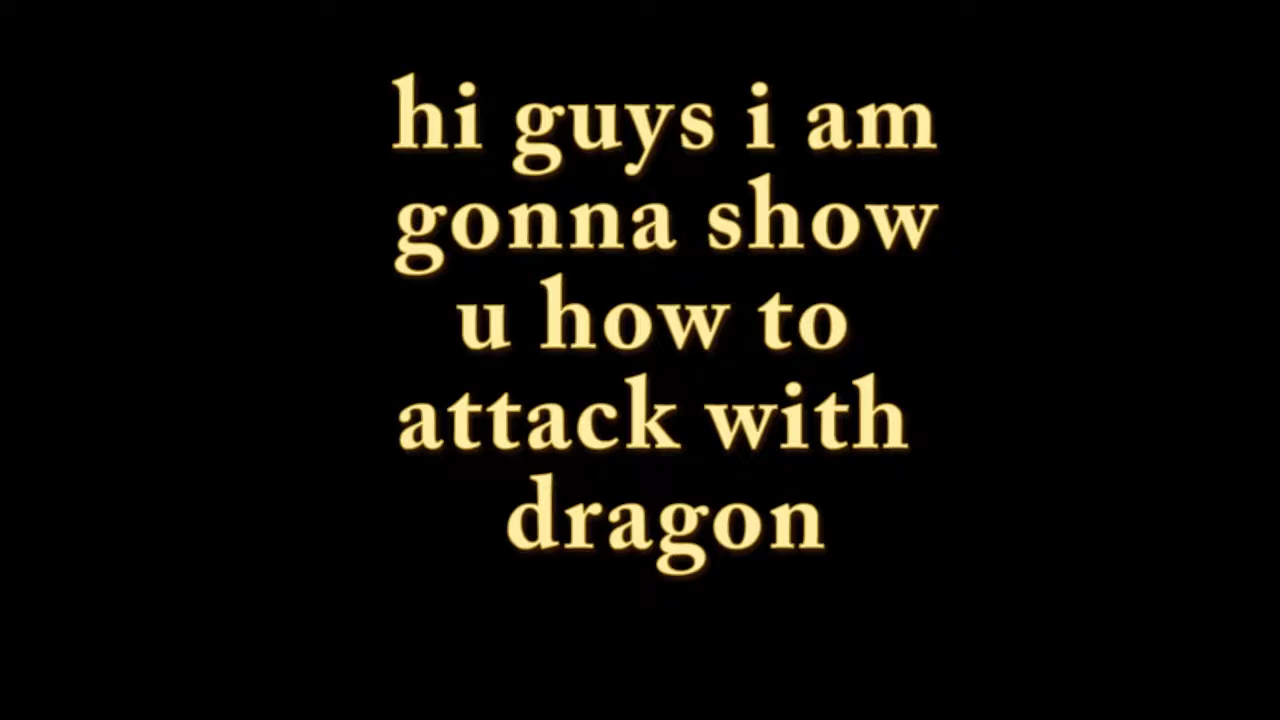 hi guys i am
gonna show
u how to
attack with
dragon